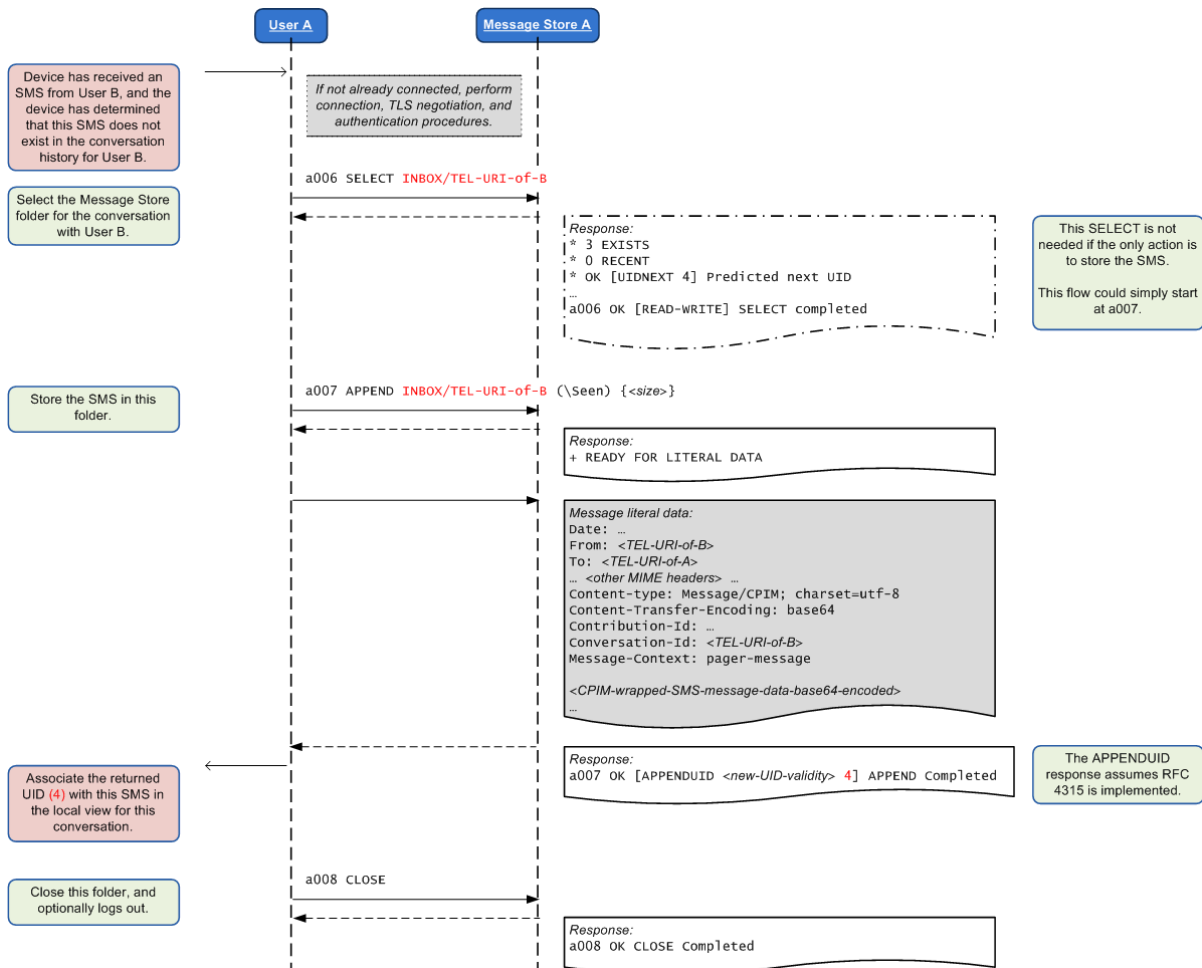 User A
Message Store A
Device has received an
SMS from User B, and the
device has determined
that this SMS does not
exist in the conversation
history for User B.
If not already connected, perform
connection, TLS negotiation, and
authentication procedures.
a006 SELECT INBOX/TEL-URI-of-B
Select the Message Store
folder for the conversation
with User B.
Response:
* 3 EXISTS
* 0 RECENT
* OK [UIDNEXT 4] Predicted next UID
…
a006 OK [READ-WRITE] SELECT completed
This SELECT is not
needed if the only action is
to store the SMS.
This flow could simply start
at a007.
a007 APPEND INBOX/TEL-URI-of-B (\Seen) {<size>}
Store the SMS in this
folder.
Response:
+ READY FOR LITERAL DATA
Message literal data:
Date: …
From: <TEL-URI-of-B>
To: <TEL-URI-of-A>
… <other MIME headers> …
Content-type: Message/CPIM; charset=utf-8
Content-Transfer-Encoding: base64
Contribution-Id: …
Conversation-Id: <TEL-URI-of-B>
Message-Context: pager-message
<CPIM-wrapped-SMS-message-data-base64-encoded>
…
Response:
a007 OK [APPENDUID <new-UID-validity> 4] APPEND Completed
The APPENDUID
response assumes RFC
4315 is implemented.
Associate the returned
UID (4) with this SMS in
the local view for this
conversation.
a008 CLOSE
Close this folder, and
optionally logs out.
Response:
a008 OK CLOSE Completed